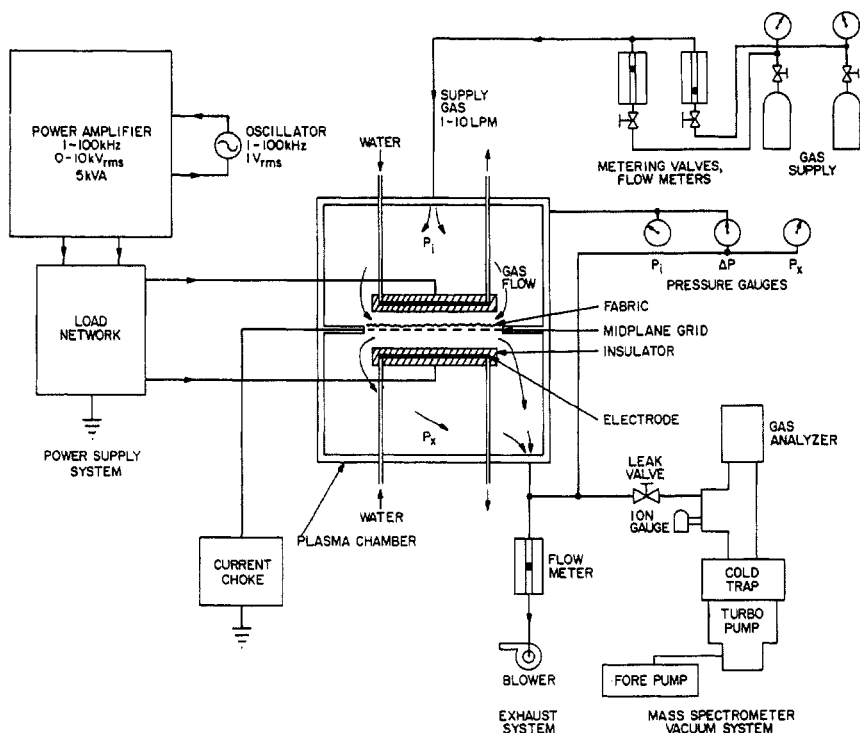 POWER AMPLIFIER
1~100kHz
0-10kVrms
5kVA
OSCILLATOR
1~100kHz
1Vrms
LOAD
NETWORK
POWER SUPPLY
SYSTEM
CURRENT
CHOKE
SUPPLY
GAS
1~10 LPM
WATER
Pi
GAS
FLOW
Px
WATER
PLASMA CHAMBER
METERING VALVES,
FLOW METERS
GAS
SUPPLY
Pi
ΔP
Px
PRESSURE GAUGES
FABRIC
MIDPLANE GRID
INSULATOR
ELECTRODE
GAS
ANALYZER
LEAK
VALVE
ION
GAUGE
COLD
TRAP
TURBO
PUMP
FORE PUMP
MASS SPECTROMETER
VACUUM SYSTEM
FLOW
METER
BLOWER
EXHAUST
SYSTEM